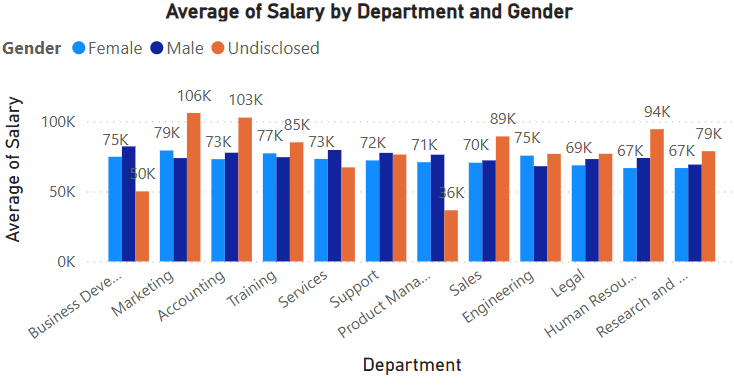 Average of Salary by Department and Gender
Gender Female Male Undisclosed
Average of Salary
100K
50K
0K
75K
50K
79K
106K
73K
103K
77K
85K
73K
72K
71K
36K
70K
89K
75K
69K
67K
94K
67K
79K
Business Deve...
Marketing
Accounting
Training
Services
Support
Product Mana...
Sales
Engineering
Legal
Human Resou...
Research and ...
Department